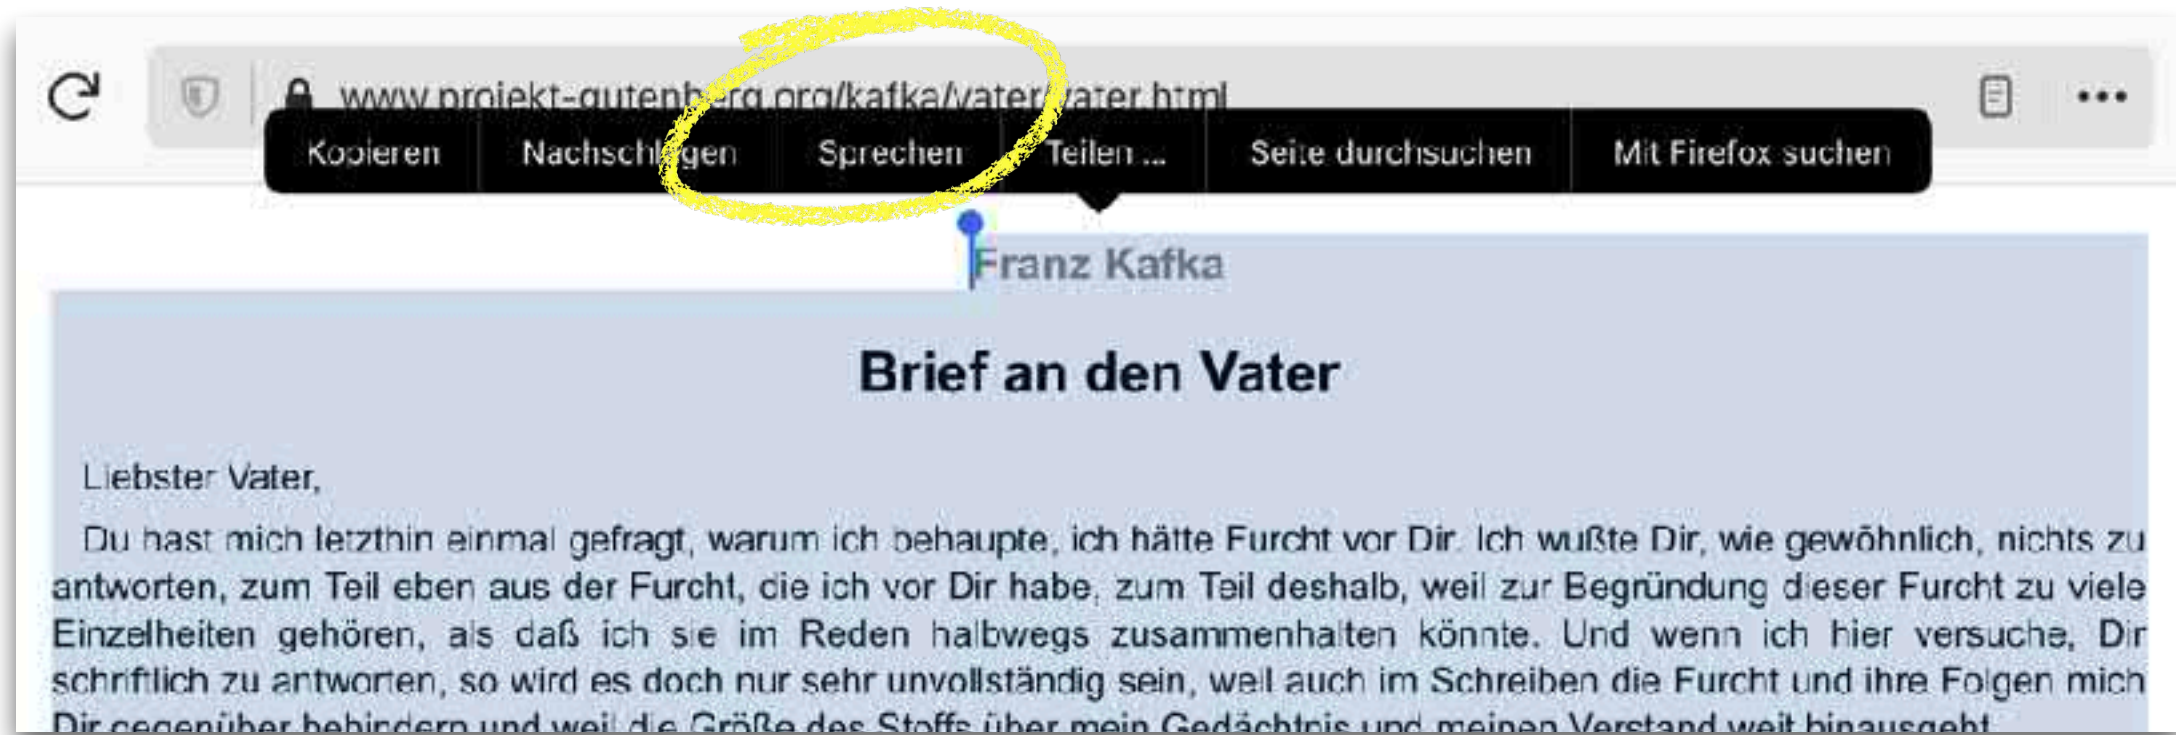 www.projekt-gutenberg.org/kafka/vater/vater.html
Kopieren Nachschlagen Sprechen Teilen ... Seite durchsuchen Mit Firefox suchen
Franz Kafka
Brief an den Vater
Liebster Vater,
Du hast mich letzthin einmal gefragt, warum ich behaupte, ich hätte Furcht vor Dir. Ich wußte Dir, wie gewöhnlich, nichts zu
antworten, zum Teil eben aus der Furcht, die ich vor Dir habe, zum Teil deshalb, weil zur Begründung dieser Furcht zu viele
Einzelheiten gehören, als daß ich sie im Reden halbwegs zusammenhalten könnte. Und wenn ich hier versuche, Dir
schriftlich zu antworten, so wird es doch nur sehr unvollständig sein, weil auch im Schreiben die Furcht und ihre Folgen mich
Dir gegenüber behindern und weil die Größe des Stoffs über mein Gedächtnis und meinen Verstand weit hinausgeht.